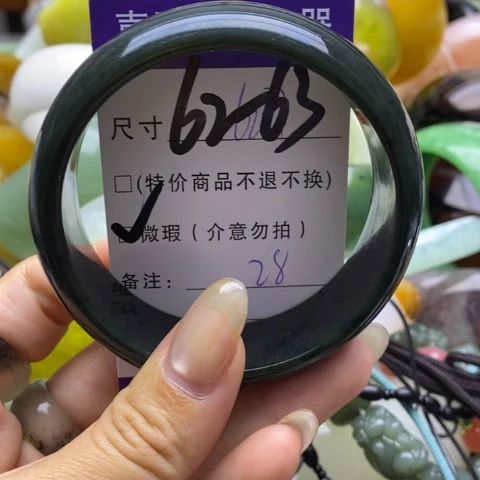 尺寸 62-63
□(特价商品不退不换)
微瑕(介意勿拍)
备注: 28